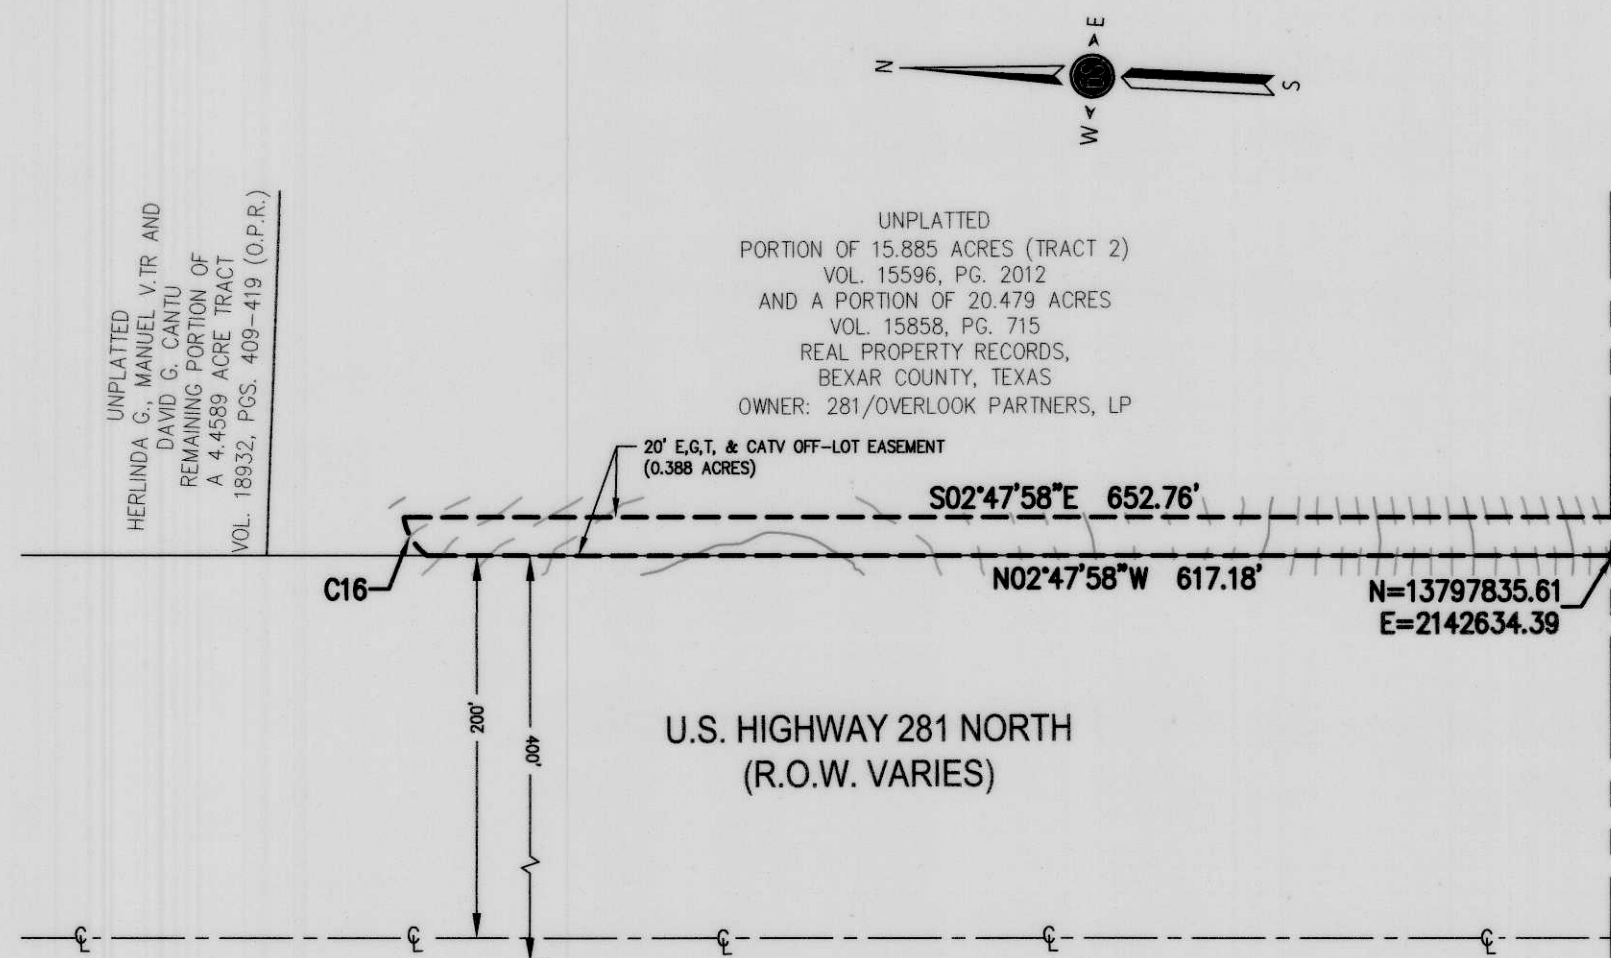 N
E
W
S
UNPLATTED
HERLINDA G., MANUEL V. TR AND
DAVID G. CANTU
REMAINING PORTION OF
A 4.4589 ACRE TRACT
VOL. 18932, PGS. 409-419 (O.P.R.)
UNPLATTED
PORTION OF 15.885 ACRES (TRACT 2)
VOL. 15596, PG. 2012
AND A PORTION OF 20.479 ACRES
VOL. 15858, PG. 715
REAL PROPERTY RECORDS,
BEXAR COUNTY, TEXAS
OWNER: 281/OVERLOOK PARTNERS, LP
20' E,G,T, & CATV OFF-LOT EASEMENT
(0.388 ACRES)
S02°47'58"E 652.76'
C16
N02°47'58"W 617.18'
N=13797835.61
E=2142634.39
200'
400'
U.S. HIGHWAY 281 NORTH
(R.O.W. VARIES)
℄ ℄ ℄ ℄ ℄